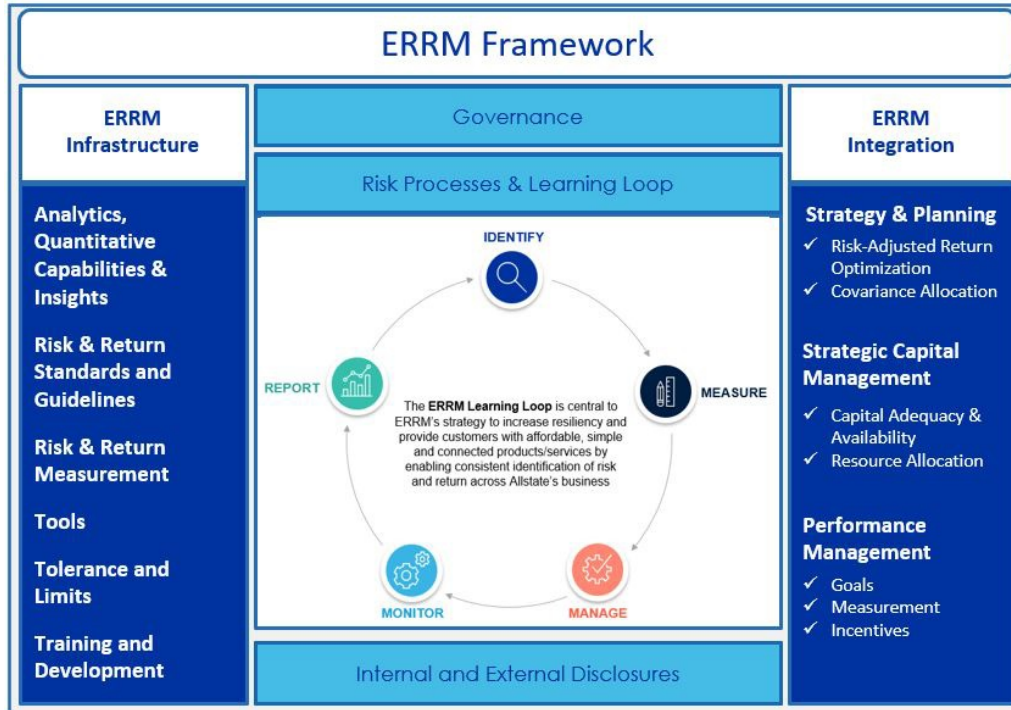 ERRM Framework
ERRM
Infrastructure
Analytics,
Quantitative
Capabilities &
Insights
Risk & Return
Standards and
Guidelines
Risk & Return
Measurement
Tools
Tolerance and
Limits
Training and
Development
Governance
Risk Processes & Learning Loop
IDENTIFY
MEASURE
MANAGE
MONITOR
REPORT
The ERRM Learning Loop is central to
ERRM's strategy to increase resiliency and
provide customers with affordable, simple
and connected products/services by
enabling consistent identification of risk
and return across Allstate's business
Internal and External Disclosures
ERRM
Integration
Strategy & Planning
✓ Risk-Adjusted Return
Optimization
✓ Covariance Allocation
Strategic Capital
Management
✓ Capital Adequacy &
Availability
✓ Resource Allocation
Performance
Management
✓ Goals
✓ Measurement
✓ Incentives